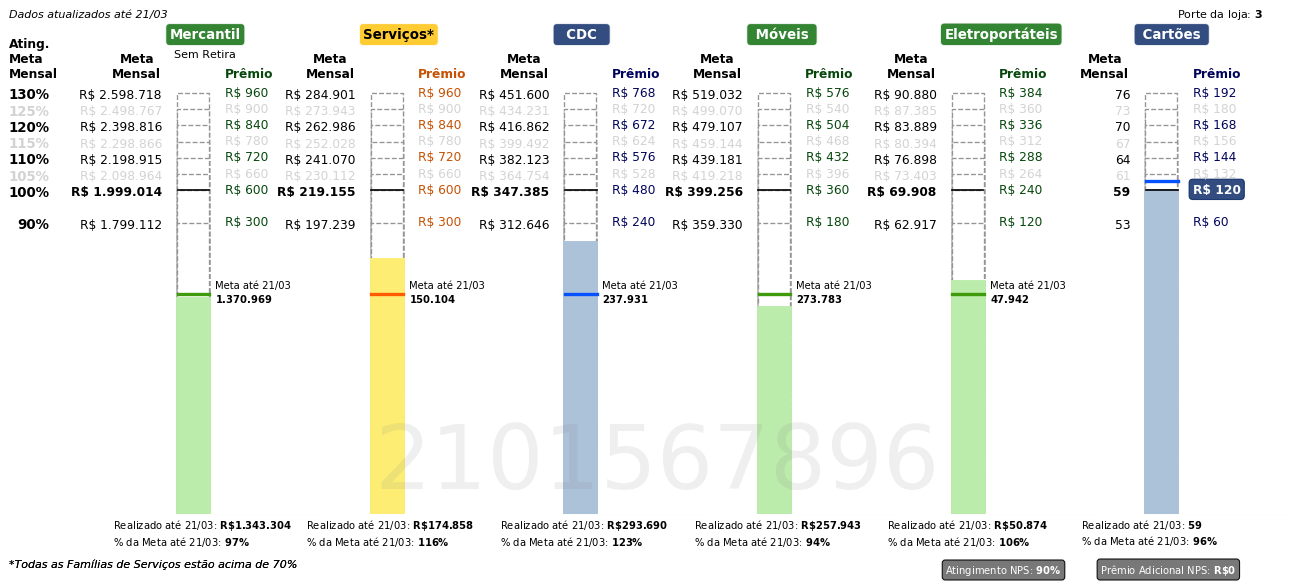 Dados atualizados até 21/03
Porte da loja: 3
Mercantil Serviços* CDC Móveis Eletroportáteis Cartões
Sem Retira
Ating.
Meta
Mensal
Meta Mensal Prêmio Meta Mensal Prêmio Meta Mensal Prêmio Meta Mensal Prêmio Meta Mensal Prêmio Meta Mensal Prêmio
130% R$ 2.598.718 R$ 960 R$ 284.901 R$ 960 R$ 451.600 R$ 768 R$ 519.032 R$ 576 R$ 90.880 R$ 384 76 R$ 192
125% R$ 2.498.767 R$ 900 R$ 273.943 R$ 900 R$ 434.231 R$ 720 R$ 499.070 R$ 540 R$ 87.385 R$ 360 73 R$ 180
120% R$ 2.398.816 R$ 840 R$ 262.986 R$ 840 R$ 416.862 R$ 672 R$ 479.107 R$ 504 R$ 83.889 R$ 336 70 R$ 168
115% R$ 2.298.866 R$ 780 R$ 252.028 R$ 780 R$ 399.492 R$ 624 R$ 459.144 R$ 468 R$ 80.394 R$ 312 67 R$ 156
110% R$ 2.198.915 R$ 720 R$ 241.070 R$ 720 R$ 382.123 R$ 576 R$ 439.181 R$ 432 R$ 76.898 R$ 288 64 R$ 144
105% R$ 2.098.964 R$ 660 R$ 230.112 R$ 660 R$ 364.754 R$ 528 R$ 419.218 R$ 396 R$ 73.403 R$ 264 61 R$ 132
100% R$ 1.999.014 R$ 600 R$ 219.155 R$ 600 R$ 347.385 R$ 480 R$ 399.256 R$ 360 R$ 69.908 R$ 240 59 R$ 120
90% R$ 1.799.112 R$ 300 R$ 197.239 R$ 300 R$ 312.646 R$ 240 R$ 359.330 R$ 180 R$ 62.917 R$ 120 53 R$ 60
Meta até 21/03 Meta até 21/03 Meta até 21/03 Meta até 21/03 Meta até 21/03
1.370.969 150.104 237.931 273.783 47.942
2101567896
Realizado até 21/03: R$1.343.304 Realizado até 21/03: R$174.858 Realizado até 21/03: R$293.690 Realizado até 21/03: R$257.943 Realizado até 21/03: R$50.874 Realizado até 21/03: 59
% da Meta até 21/03: 97% % da Meta até 21/03: 116% % da Meta até 21/03: 123% % da Meta até 21/03: 94% % da Meta até 21/03: 106% % da Meta até 21/03: 96%
*Todas as Famílias de Serviços estão acima de 70%
Atingimento NPS: 90% Prêmio Adicional NPS: R$0